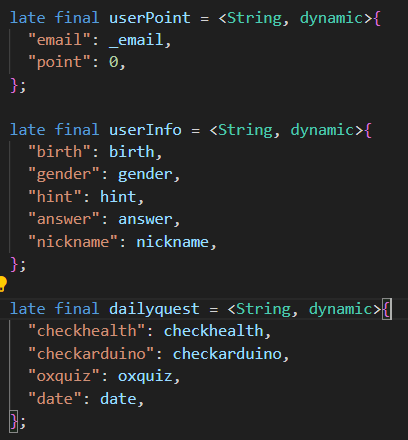 late final userPoint = <String, dynamic>{
"email": _email,
"point": 0,
};
late final userInfo = <String, dynamic>{
"birth": birth,
"gender": gender,
"hint": hint,
"answer": answer,
"nickname": nickname,
};
late final dailyquest = <String, dynamic>{
"checkhealth": checkhealth,
"checkarduino": checkarduino,
"oxquiz": oxquiz,
"date": date,
};